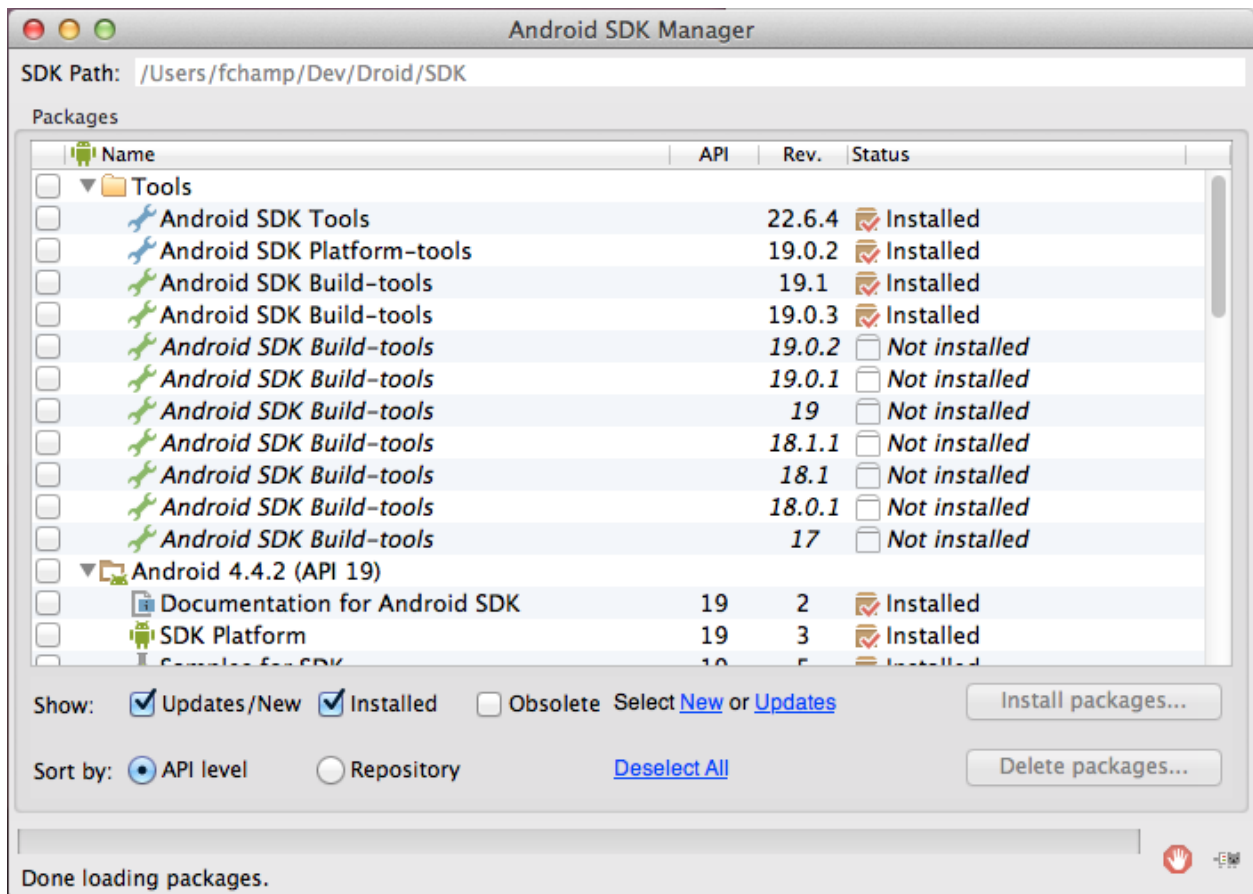 Android SDK Manager
SDK Path: /Users/fchamp/Dev/Droid/SDK
Packages
Name API Rev. Status
Tools
Android SDK Tools 22.6.4 Installed
Android SDK Platform-tools 19.0.2 Installed
Android SDK Build-tools 19.1 Installed
Android SDK Build-tools 19.0.3 Installed
Android SDK Build-tools 19.0.2 Not installed
Android SDK Build-tools 19.0.1 Not installed
Android SDK Build-tools 19 Not installed
Android SDK Build-tools 18.1.1 Not installed
Android SDK Build-tools 18.1 Not installed
Android SDK Build-tools 18.0.1 Not installed
Android SDK Build-tools 17 Not installed
Android 4.4.2 (API 19)
Documentation for Android SDK 19 2 Installed
SDK Platform 19 3 Installed
Samples for SDK 19 5 Installed
Show: Updates/New Installed Obsolete Select New or Updates Install packages...
Sort by: API level Repository Deselect All Delete packages...
Done loading packages.